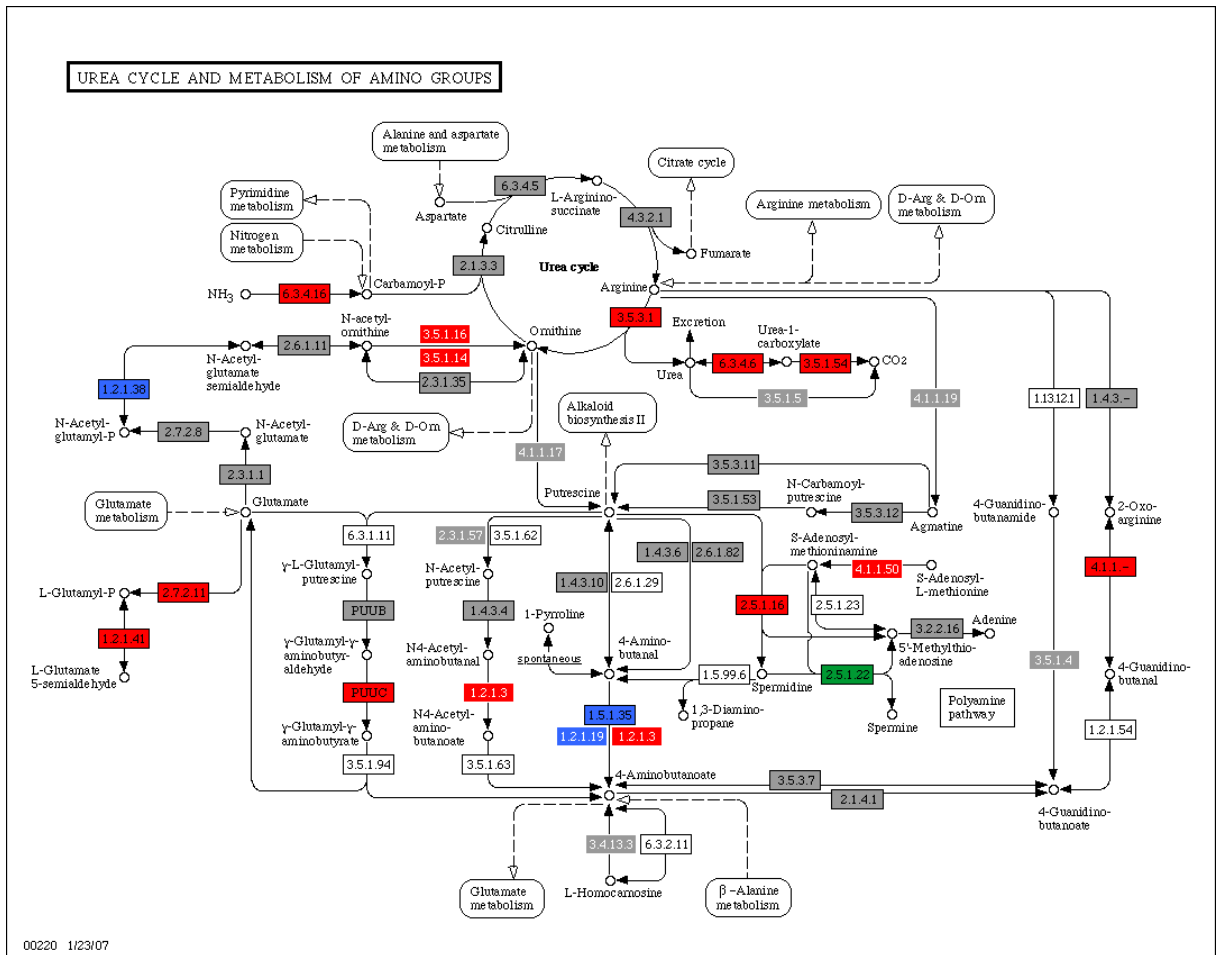 UREA CYCLE AND METABOLISM OF AMINO GROUPS
Alanine and aspartate
metabolism
Citrate cycle
6.3.4.5
L-Arginino-
succinate
Pyrimidine
metabolism
Aspartate
4.3.2.1
Arginine metabolism
D-Arg & D-Orn
metabolism
Nitrogen
metabolism
Citrulline
Fumarate
2.1.3.3
Urea cycle
NH3
6.3.4.16
Carbamoyl-P
Arginine
3.5.3.1
N-acetyl-
ornithine
3.5.1.16
Ornithine
Excretion
Urea-1-
carboxylate
2.6.1.11
3.5.1.14
N-Acetyl-
glutamate
semialdehyde
2.3.1.35
Urea
6.3.4.6
3.5.1.54
CO2
1.2.1.38
3.5.1.5
4.1.1.19
1.13.12.1
1.4.3.-
Alkaloid
biosynthesis II
N-Acetyl-
glutamyl-P
2.7.2.8
N-Acetyl-
glutamate
D-Arg & D-Orn
metabolism
4.1.1.17
2.3.1.1
3.5.3.11
Putrescine
3.5.1.53
N-Carbamoyl-
putrescine
3.5.3.12
Agmatine
Glutamate
metabolism
Glutamate
4-Guanidino-
butanamide
2-Oxo-
arginine
6.3.1.11
2.3.1.57
3.5.1.62
1.4.3.6
2.6.1.82
S-Adenosyl-
methioninamine
γ-L-Glutamyl-
putrescine
N-Acetyl-
putrescine
1.4.3.10
2.6.1.29
4.1.1.50
S-Adenosyl-
L-methionine
4.1.1.-
L-Glutamyl-P
2.7.2.11
PUUB
1.4.3.4
1-Pyrroline
2.5.1.16
2.5.1.23
3.2.2.16
Adenine
5'-Methylthio-
adenosine
1.2.1.41
γ-Glutamyl-γ-
aminobutyr-
aldehyde
N4-Acetyl-
aminobutanal
spontaneous
4-Amino-
butanal
3.5.1.4
L-Glutamate
5-semialdehyde
1.5.99.6
Spermidine
2.5.1.22
4-Guanidino-
butanal
PUUC
1.2.1.3
1.5.1.35
1,3-Diamino-
propane
Spermine
Polyamine
pathway
γ-Glutamyl-γ-
aminobutyrate
N4-Acetyl-
amino-
butanoate
1.2.1.19
1.2.1.3
1.2.1.54
3.5.1.94
3.5.1.63
4-Aminobutanoate
3.5.3.7
2.1.4.1
4-Guanidino-
butanoate
3.4.13.3
6.3.2.11
Glutamate
metabolism
L-Homocarnosine
β-Alanine
metabolism
00220 1/23/07